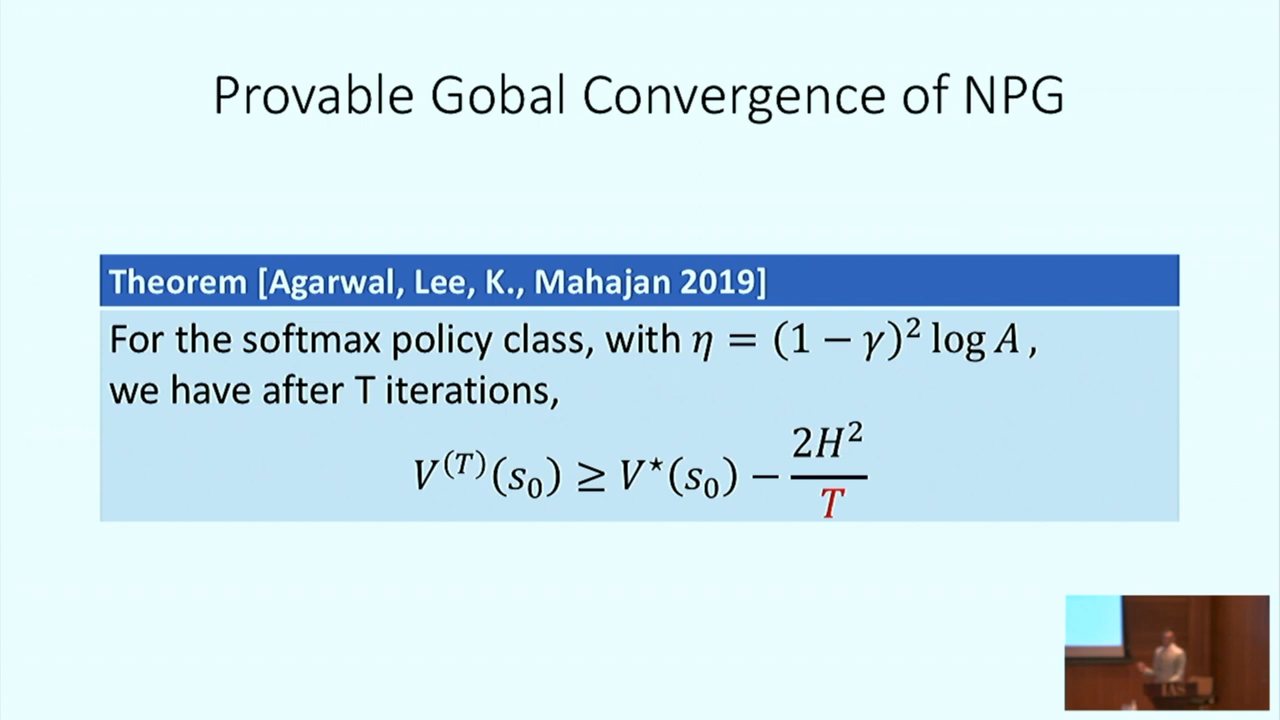 Provable Gobal Convergence of NPG
Theorem [Agarwal, Lee, K., Mahajan 2019]
For the softmax policy class, with η = (1 − γ)² log A ,
we have after T iterations,
V⁽ᵀ⁾(s₀) ≥ V⋆(s₀) − 2H²/T
IAS